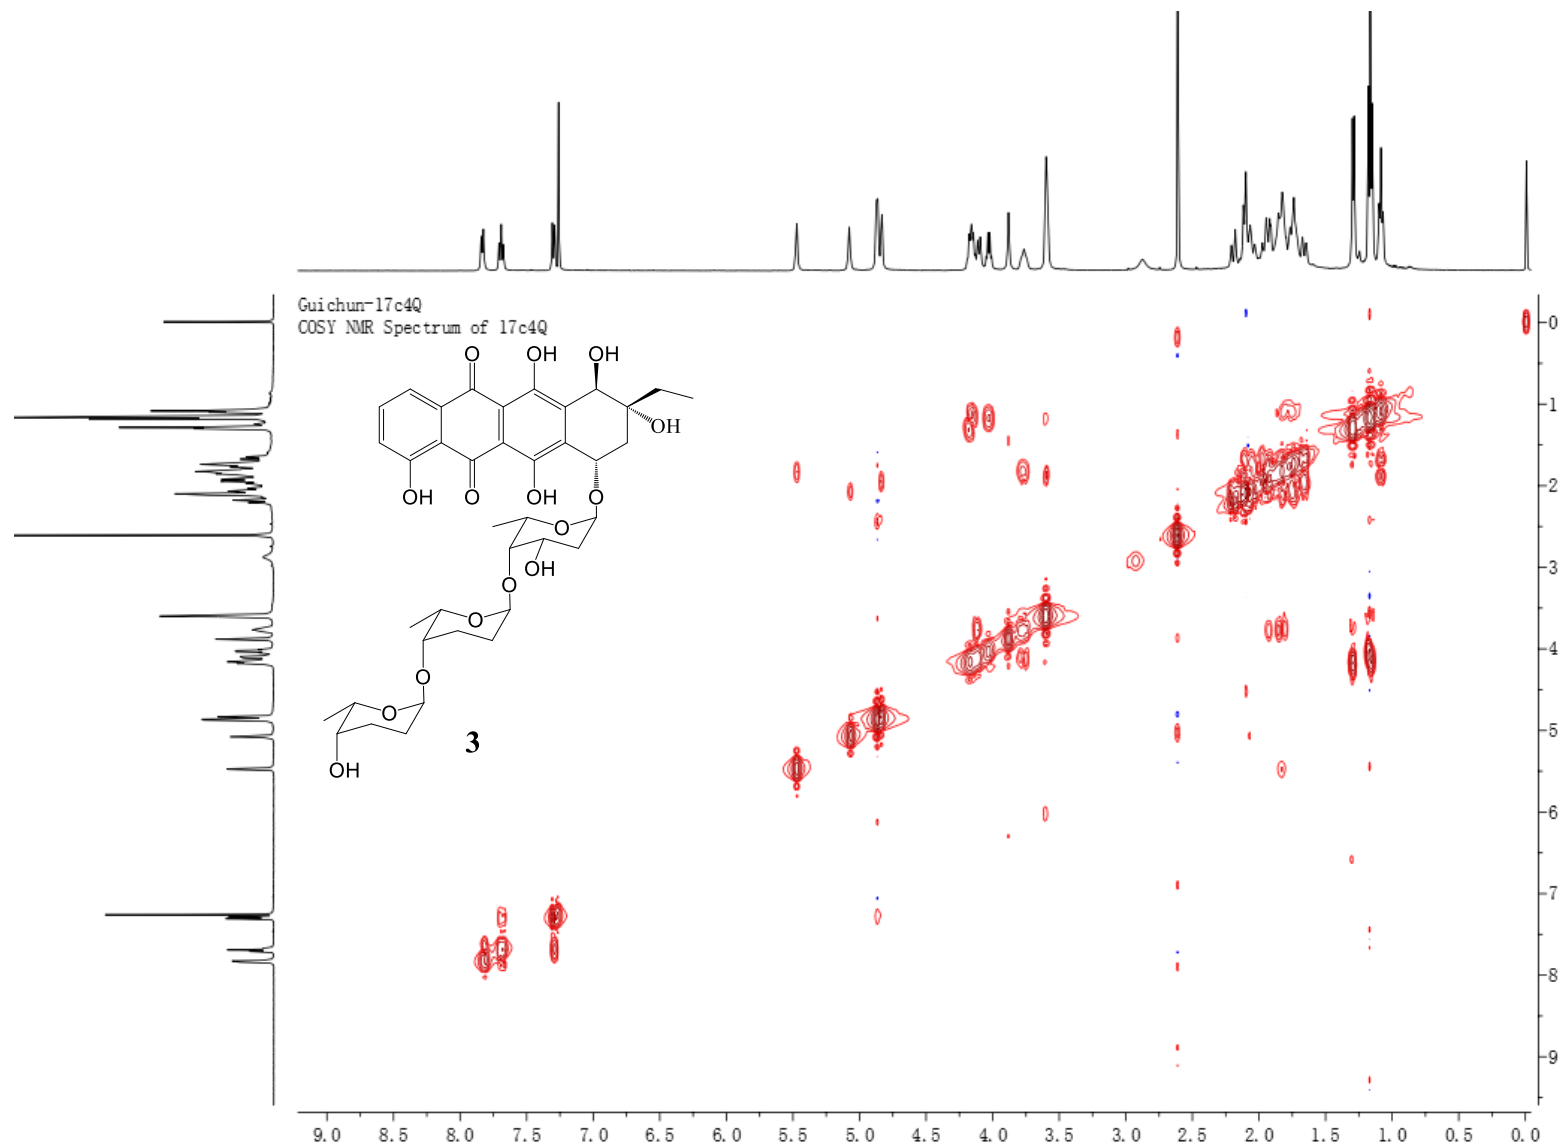 Guichun-17c4Q
COSY NMR Spectrum of 17c4Q
O OH OH
OH
OH O OH O
O
OH
O
O
O
O
3
OH
0
1
2
3
4
5
6
7
8
9
9.0 8.5 8.0 7.5 7.0 6.5 6.0 5.5 5.0 4.5 4.0 3.5 3.0 2.5 2.0 1.5 1.0 0.5 0.0